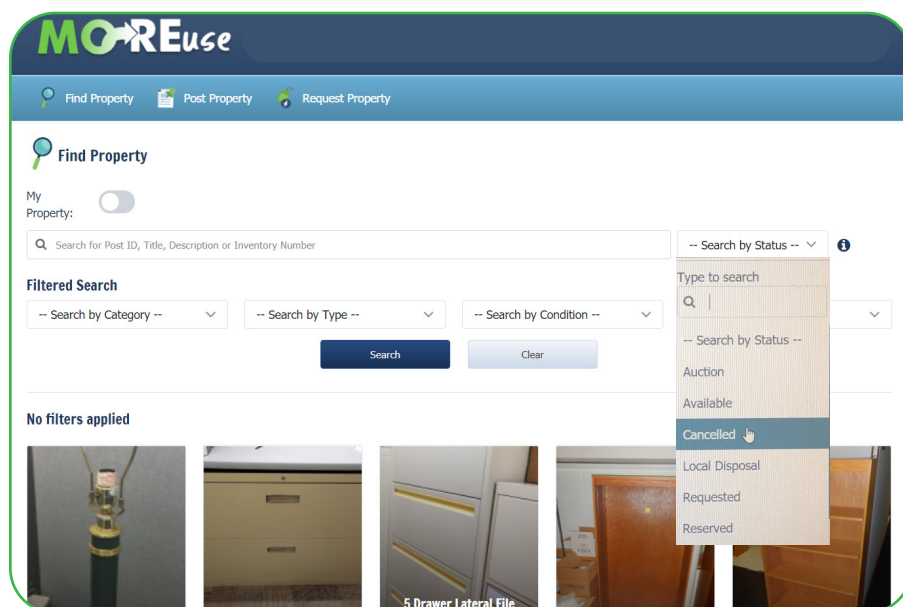 MOREuse
Find Property
Post Property
Request Property
Find Property
My
Property:
Search for Post ID, Title, Description or Inventory Number
-- Search by Status --
Type to search
Filtered Search
-- Search by Category --
-- Search by Type --
-- Search by Condition --
-- Search by Status --
Auction
Available
Cancelled
Local Disposal
Requested
Reserved
Search
Clear
No filters applied
5 Drawer Lateral File